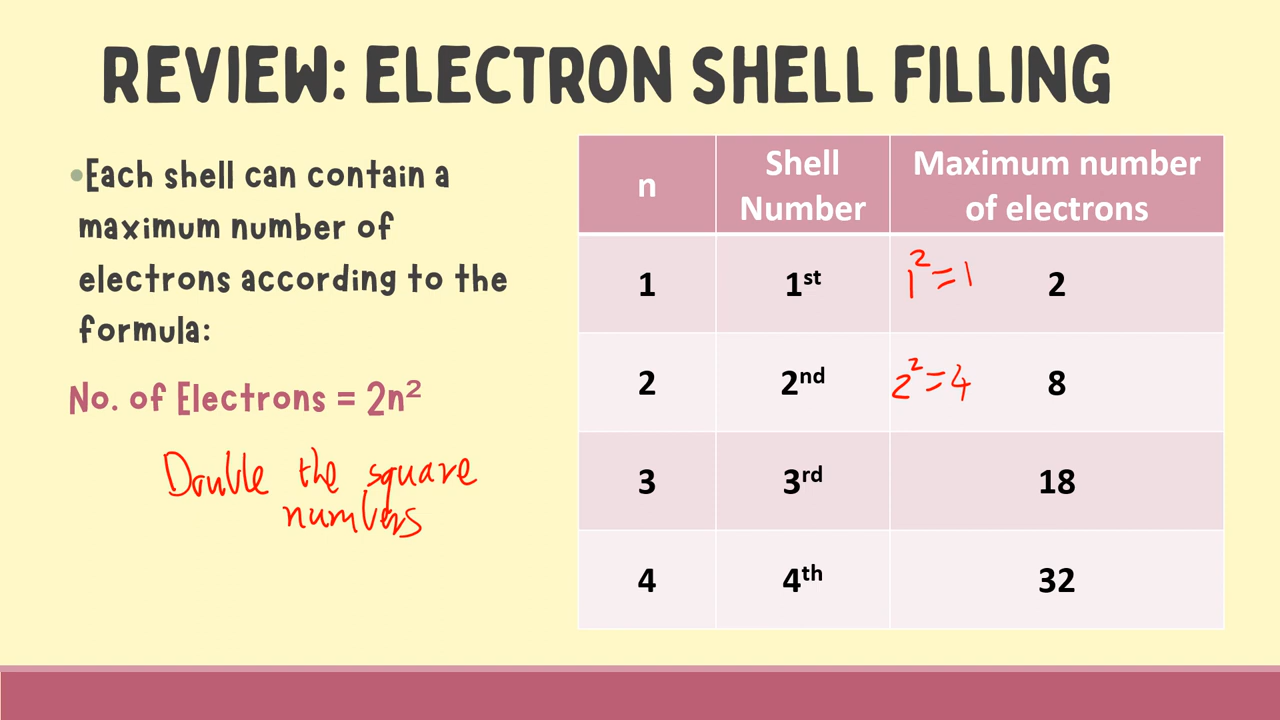 REVIEW: ELECTRON SHELL FILLING
•Each shell can contain a
maximum number of
electrons according to the
formula:
No. of Electrons = 2n²
Double the square
numbers
n
Shell
Number
Maximum number
of electrons
1
1st
1²=1
2
2
2nd
2²=4
8
3
3rd
18
4
4th
32